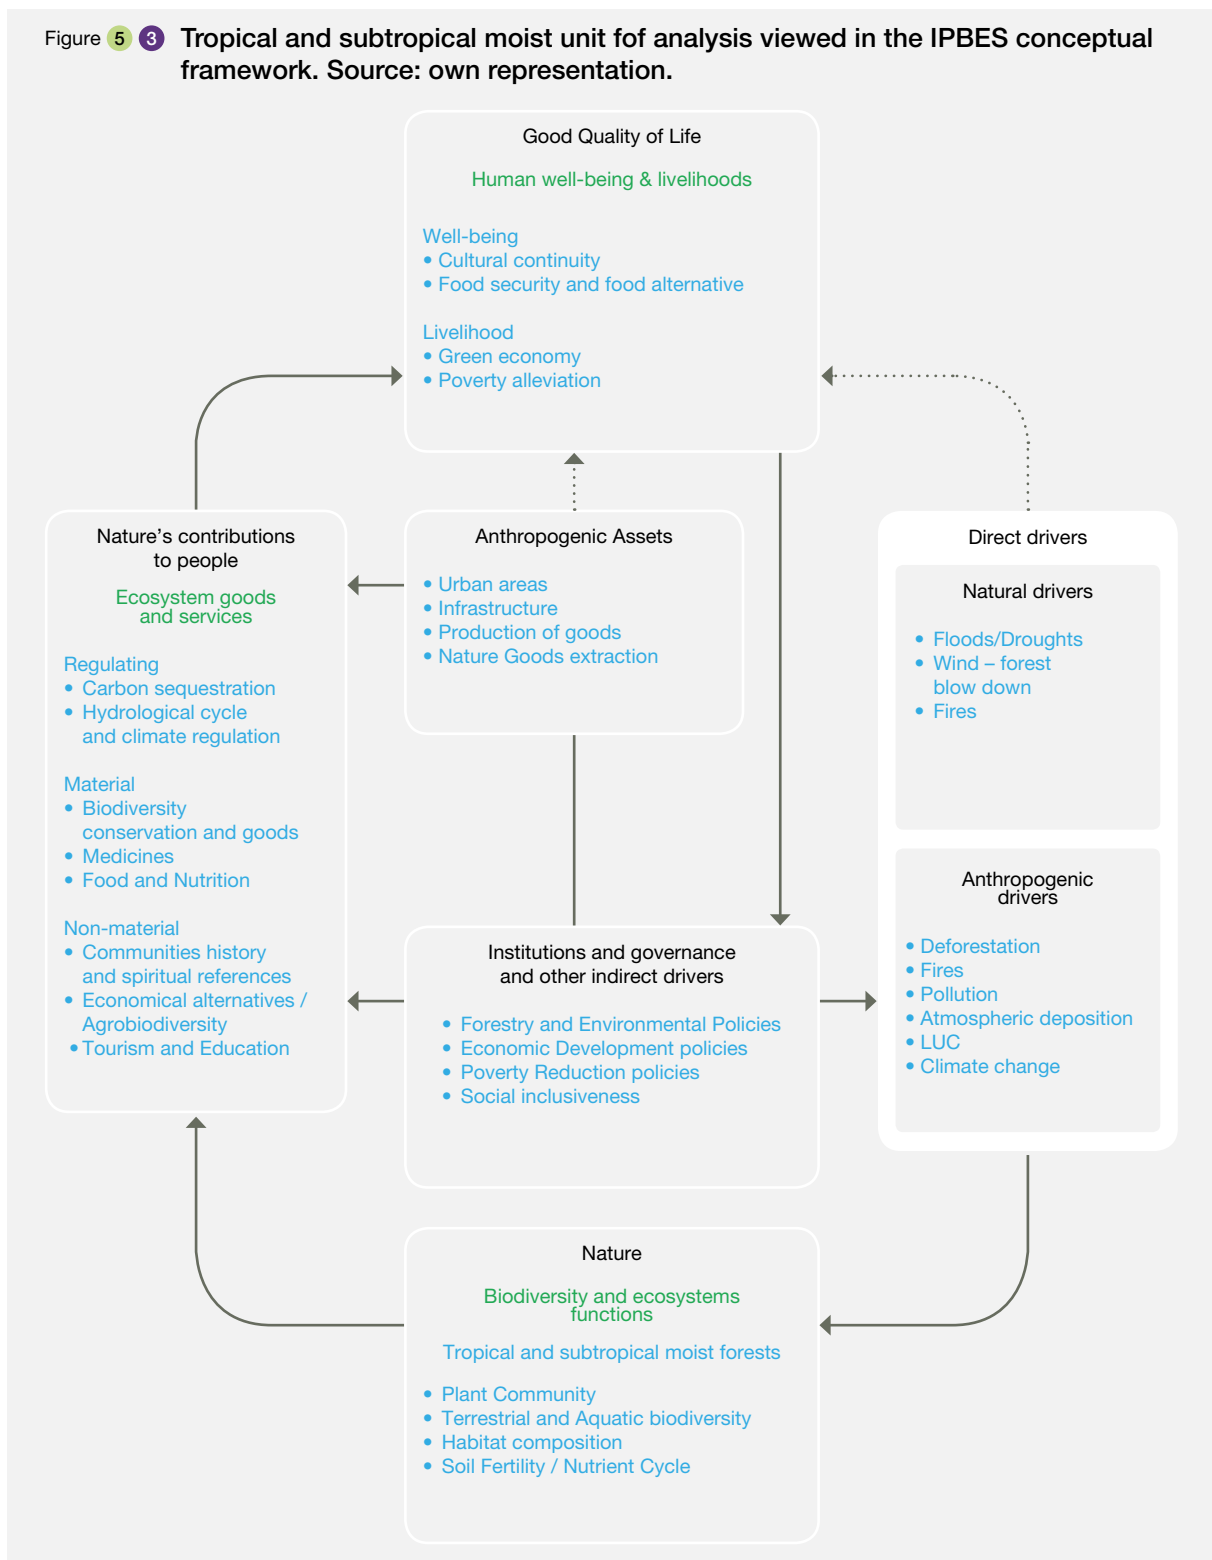 Figure 5 3 Tropical and subtropical moist unit fof analysis viewed in the IPBES conceptual
framework. Source: own representation.
Good Quality of Life
Human well-being & livelihoods
Well-being
• Cultural continuity
• Food security and food alternative
Livelihood
• Green economy
• Poverty alleviation
Nature’s contributions
to people
Ecosystem goods
and services
Regulating
• Carbon sequestration
• Hydrological cycle
and climate regulation
Material
• Biodiversity
conservation and goods
• Medicines
• Food and Nutrition
Non-material
• Communities history
and spiritual references
• Economical alternatives /
Agrobiodiversity
• Tourism and Education
Anthropogenic Assets
• Urban areas
• Infrastructure
• Production of goods
• Nature Goods extraction
Direct drivers
Natural drivers
• Floods/Droughts
• Wind – forest
blow down
• Fires
Anthropogenic
drivers
• Deforestation
• Fires
• Pollution
• Atmospheric deposition
• LUC
• Climate change
Institutions and governance
and other indirect drivers
• Forestry and Environmental Policies
• Economic Development policies
• Poverty Reduction policies
• Social inclusiveness
Nature
Biodiversity and ecosystems
functions
Tropical and subtropical moist forests
• Plant Community
• Terrestrial and Aquatic biodiversity
• Habitat composition
• Soil Fertility / Nutrient Cycle